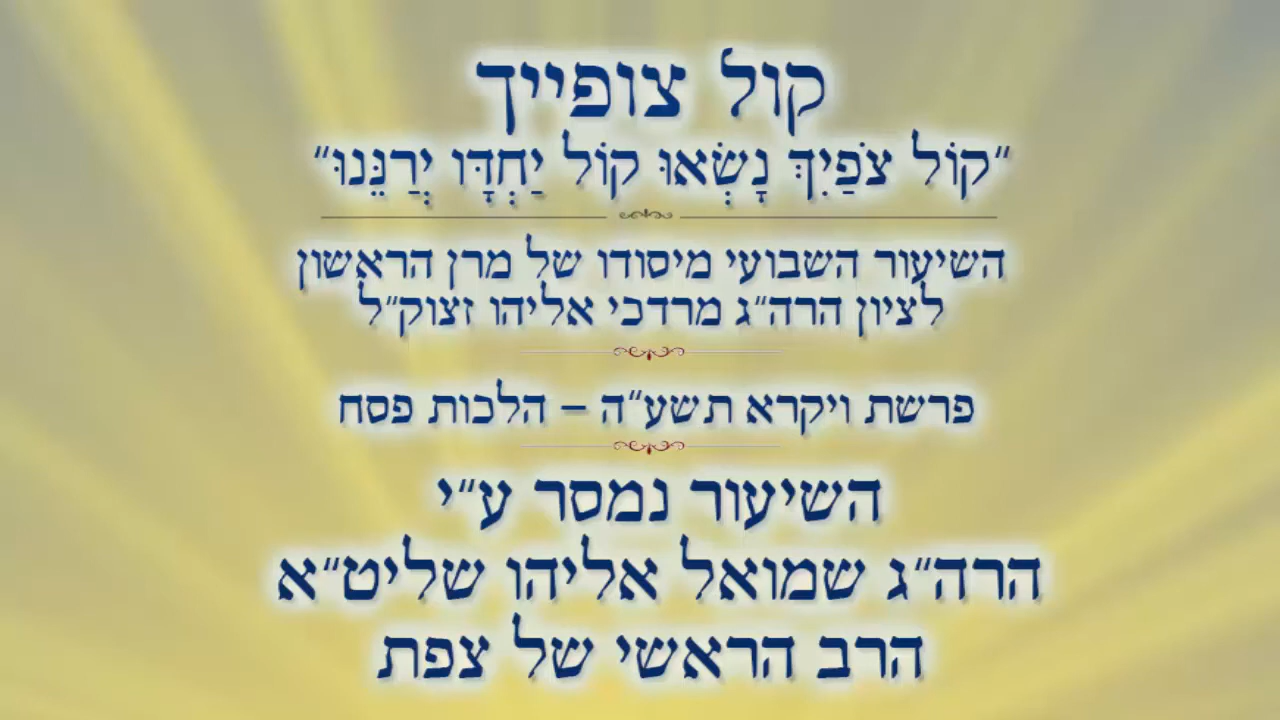 קול צופייך
"קוֹל צֹפַיִךְ נָשְׂאוּ קוֹל יַחְדָּו יְרַנֵּנוּ"
השיעור השבועי מיסודו של מרן הראשון
לציון הרה"ג מרדכי אליהו זצוק"ל
פרשת ויקרא תשע"ה – הלכות פסח
השיעור נמסר ע"י
הרה"ג שמואל אליהו שליט"א
הרב הראשי של צפת